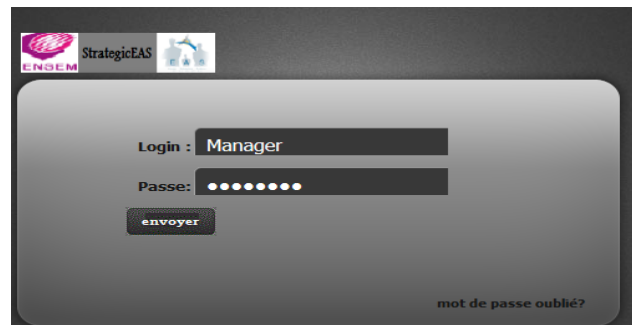 ENSEM
StrategicEAS
E W S
Login : Manager
Passe: ●●●●●●●●
envoyer
mot de passe oublié?